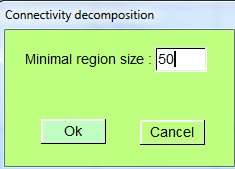 Connectivity decomposition
Minimal region size : 50
Ok Cancel